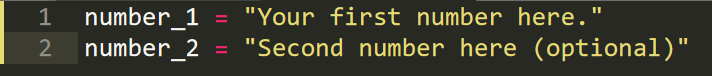 1 number_1 = "Your first number here."
2 number_2 = "Second number here (optional)"